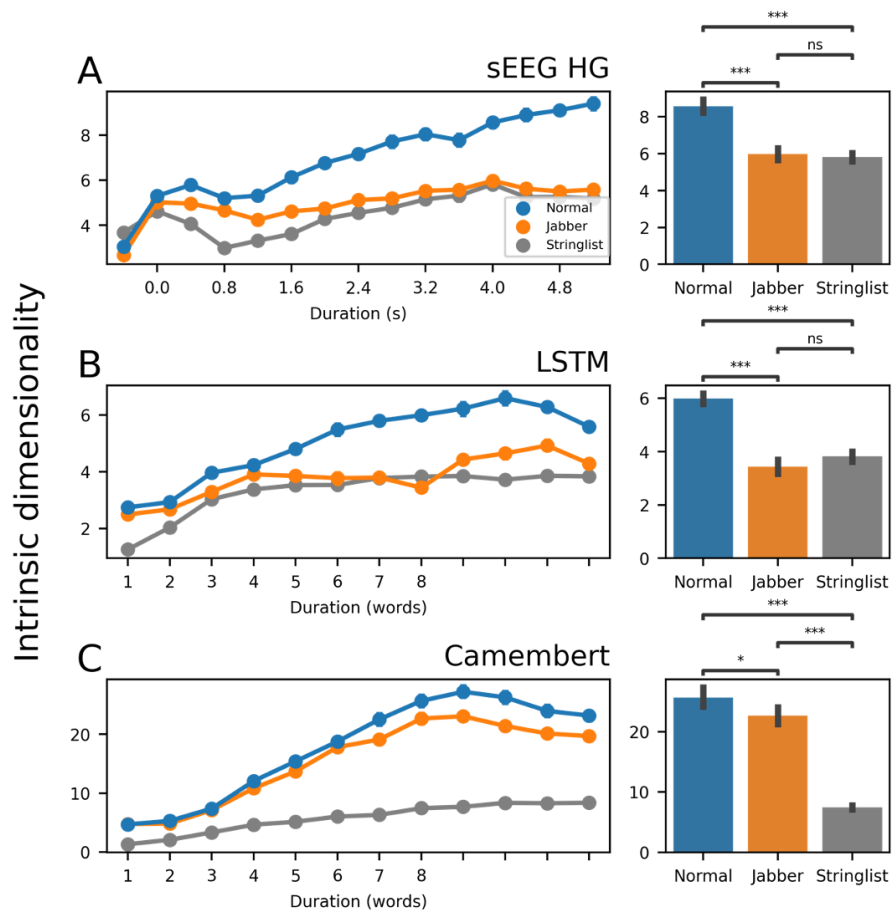 Intrinsic dimensionality
A
sEEG HG
8
6
4
Normal
Jabber
Stringlist
0.0 0.8 1.6 2.4 3.2 4.0 4.8
Duration (s)
***
ns
***
8
6
4
2
0
Normal Jabber Stringlist
B
LSTM
6
4
2
1 2 3 4 5 6 7 8
Duration (words)
***
ns
***
6
4
2
0
Normal Jabber Stringlist
C
Camembert
20
15
10
5
0
1 2 3 4 5 6 7 8
Duration (words)
***
***
*
20
10
0
Normal Jabber Stringlist